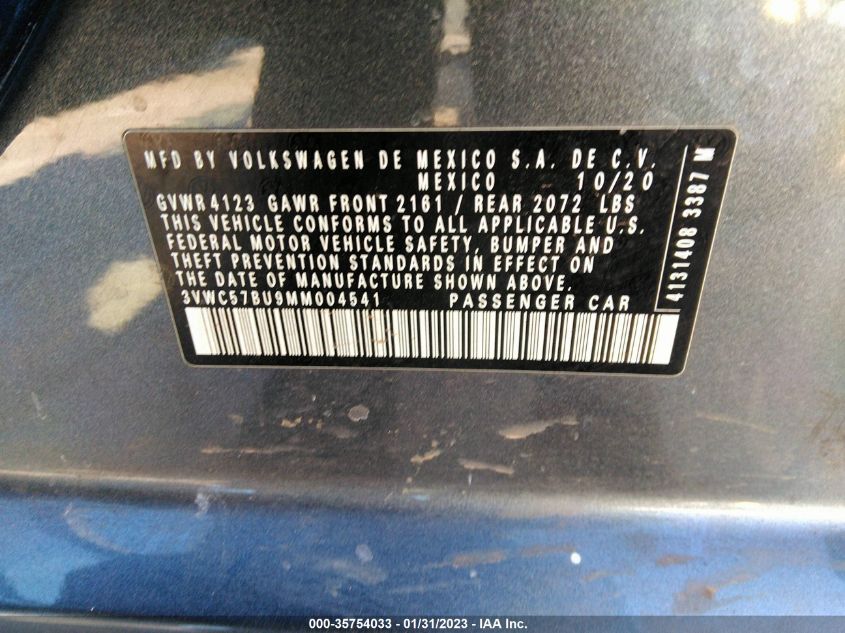 MFD BY VOLKSWAGEN DE MEXICO S.A. DE C.V.
MEXICO 10/20
GVWR 4123 GAWR FRONT 2161 / REAR 2072 LBS
THIS VEHICLE CONFORMS TO ALL APPLICABLE U.S.
FEDERAL MOTOR VEHICLE SAFETY, BUMPER AND
THEFT PREVENTION STANDARDS IN EFFECT ON
THE DATE OF MANUFACTURE SHOWN ABOVE.
3VWC57BU9MM004541 PASSENGER CAR
4131408 3387 M
000-35754033 - 01/31/2023 - IAA Inc.